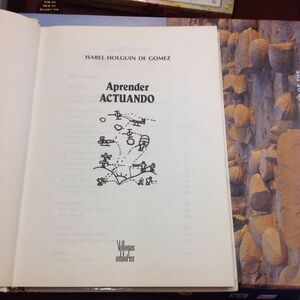 ISABEL HOLGUIN DE GOMEZ
Aprender
ACTUANDO
Villegas
editores